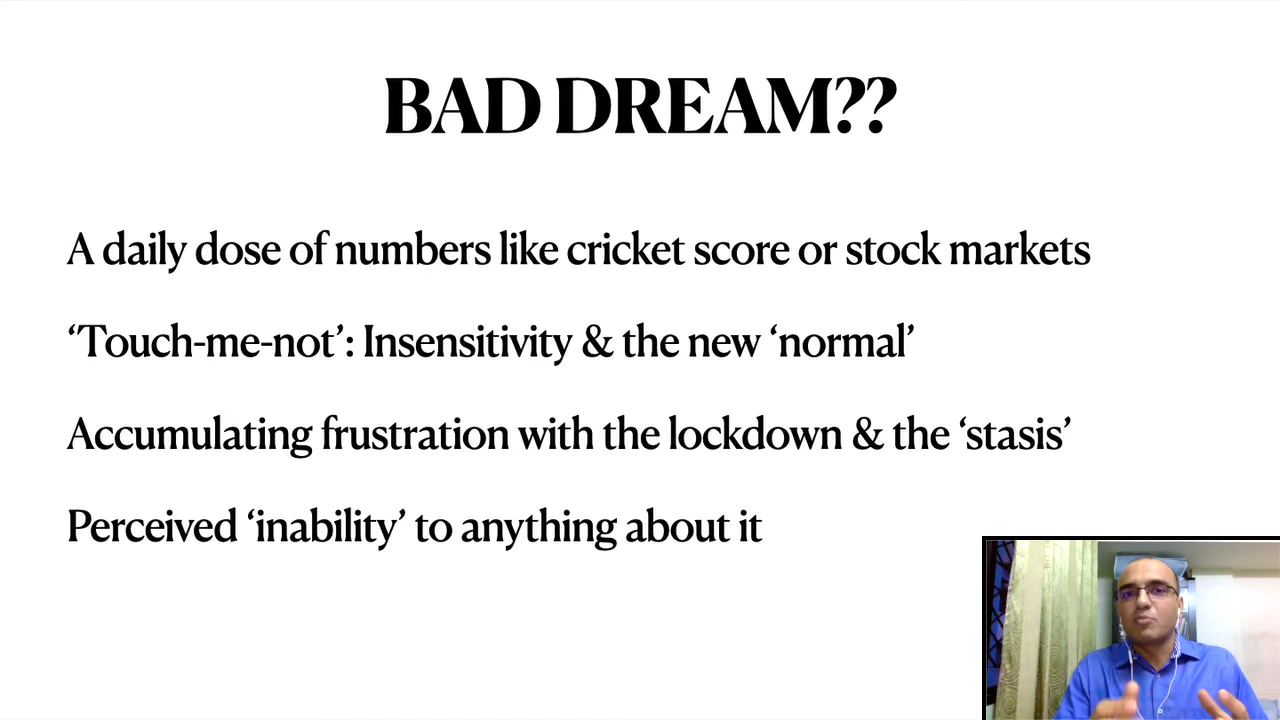 BAD DREAM??
A daily dose of numbers like cricket score or stock markets
‘Touch-me-not’: Insensitivity & the new ‘normal’
Accumulating frustration with the lockdown & the ‘stasis’
Perceived ‘inability’ to anything about it